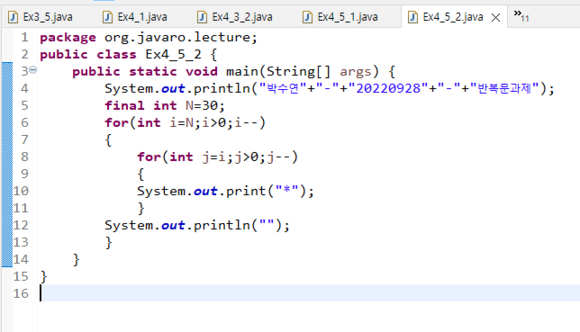 Ex3_5.java Ex4_1.java Ex4_3_2.java Ex4_5_1.java Ex4_5_2.java »11
1 package org.javaro.lecture;
2 public class Ex4_5_2 {
3 public static void main(String[] args) {
4 System.out.println("박수연"+"-"+"20220928"+"-"+"반복문과제");
5 final int N=30;
6 for(int i=N;i>0;i--)
7 {
8 for(int j=i;j>0;j--)
9 {
10 System.out.print("*");
11 }
12 System.out.println("");
13 }
14 }
15 }
16